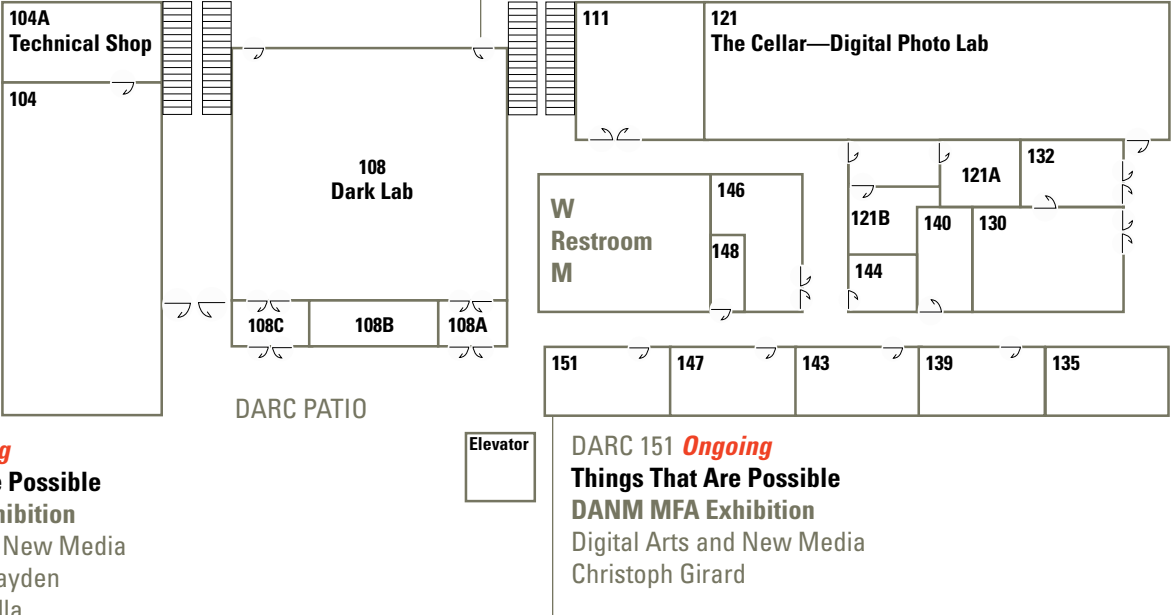 104A
Technical Shop
104
111
121
The Cellar—Digital Photo Lab
108
Dark Lab
121A
132
W
Restroom
M
146
148
121B
140
130
144
108C
108B
108A
151
147
143
139
135
DARC PATIO
Elevator
Possible
New Media
DARC 151 Ongoing
Things That Are Possible
DANM MFA Exhibition
Digital Arts and New Media
Christoph Girard